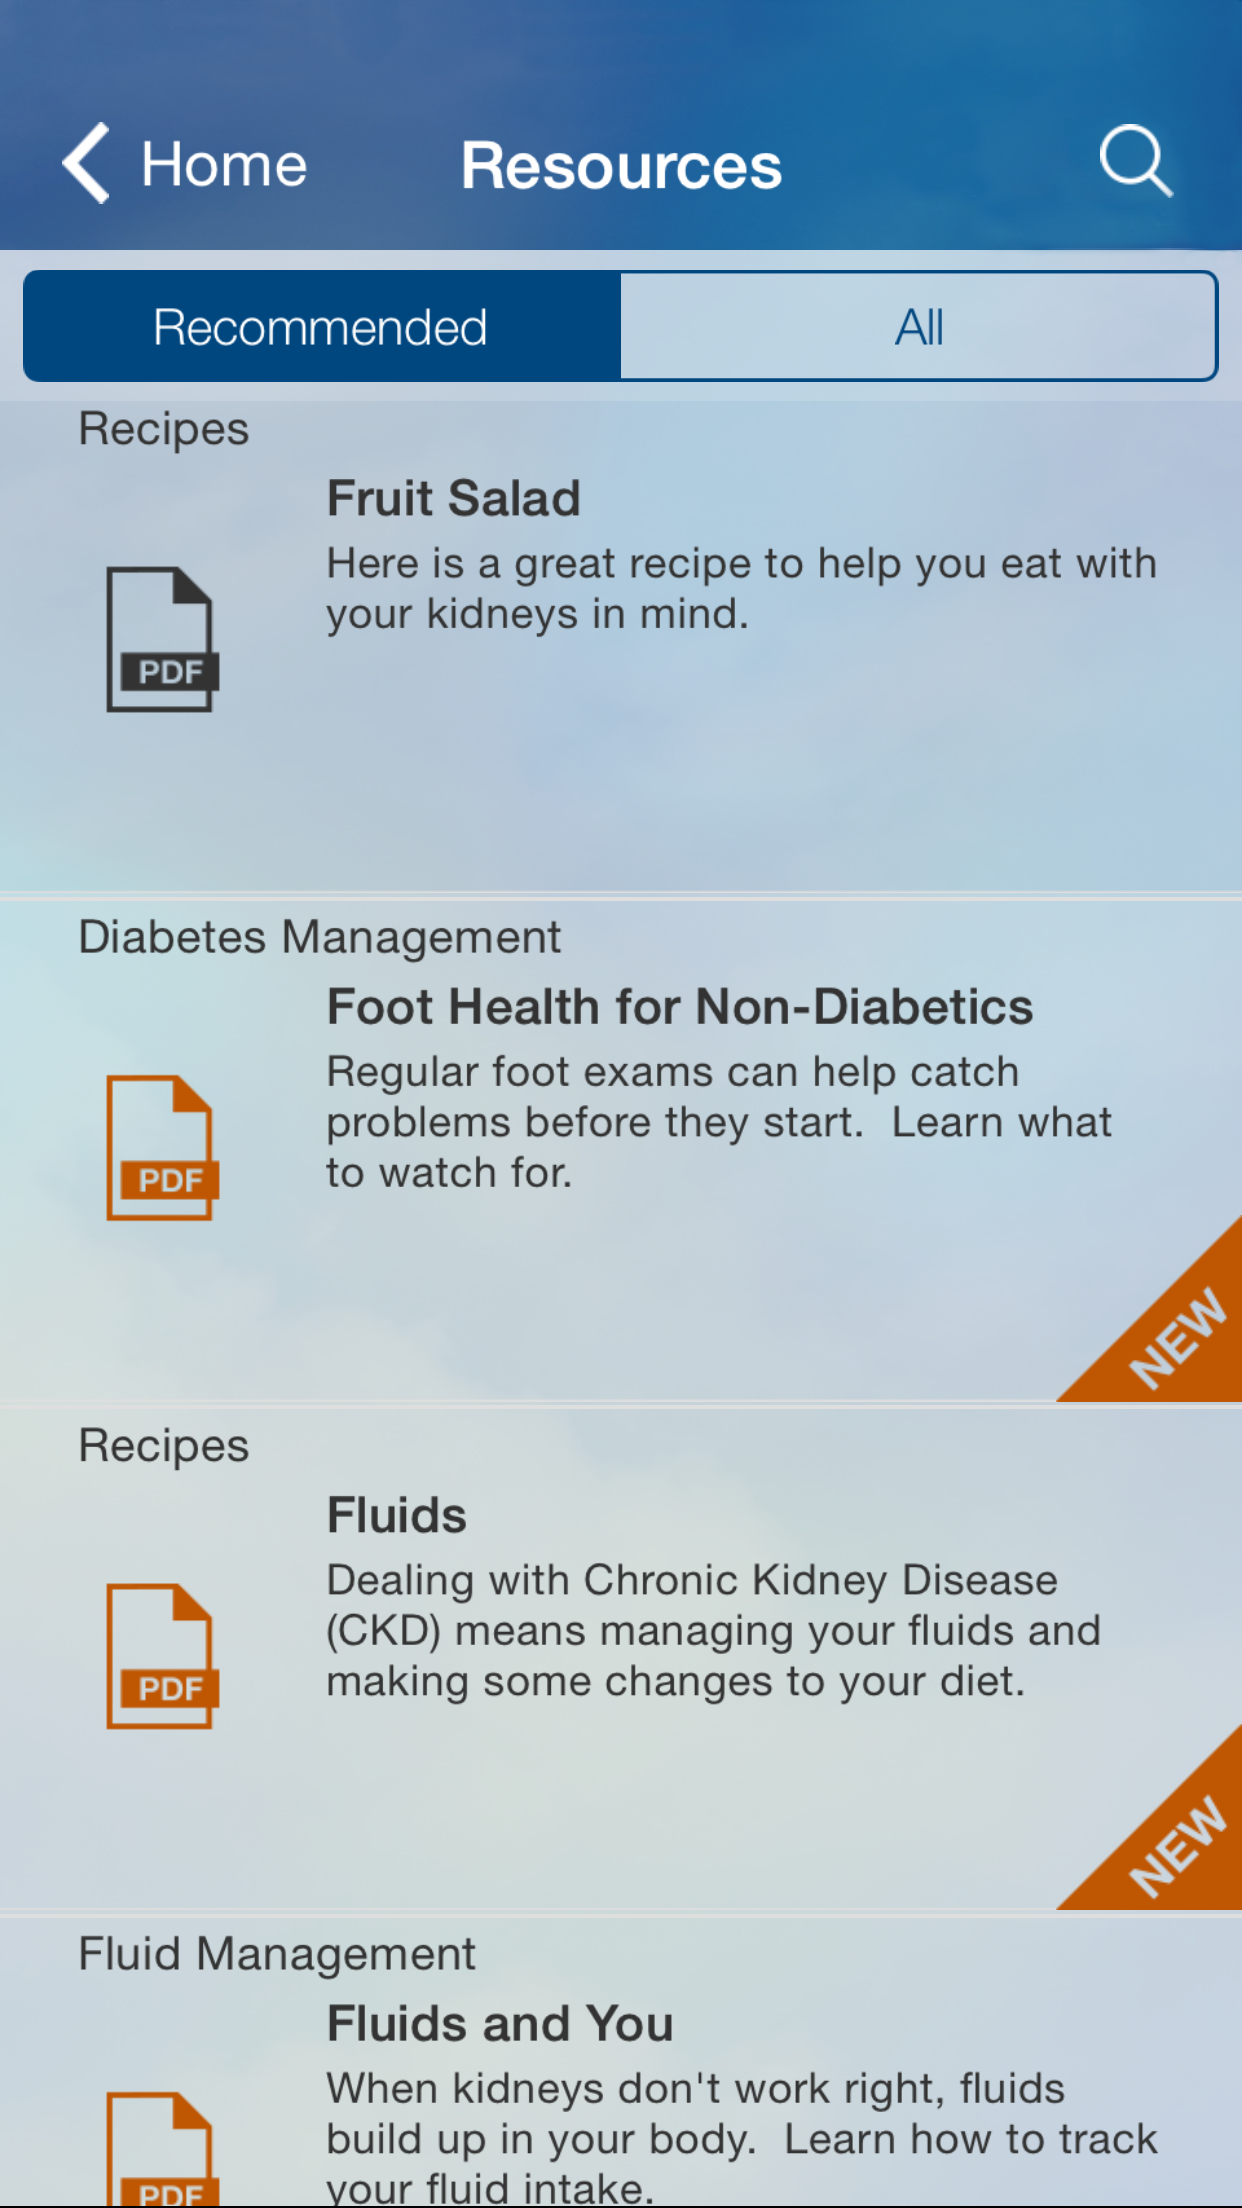 Home
Resources
Recommended
All
Recipes
Fruit Salad
Here is a great recipe to help you eat with
your kidneys in mind.
PDF
Diabetes Management
Foot Health for Non-Diabetics
Regular foot exams can help catch
problems before they start.  Learn what
to watch for.
PDF
NEW
Recipes
Fluids
Dealing with Chronic Kidney Disease
(CKD) means managing your fluids and
making some changes to your diet.
PDF
NEW
Fluid Management
Fluids and You
When kidneys don't work right, fluids
build up in your body.  Learn how to track
your fluid intake.
PDF